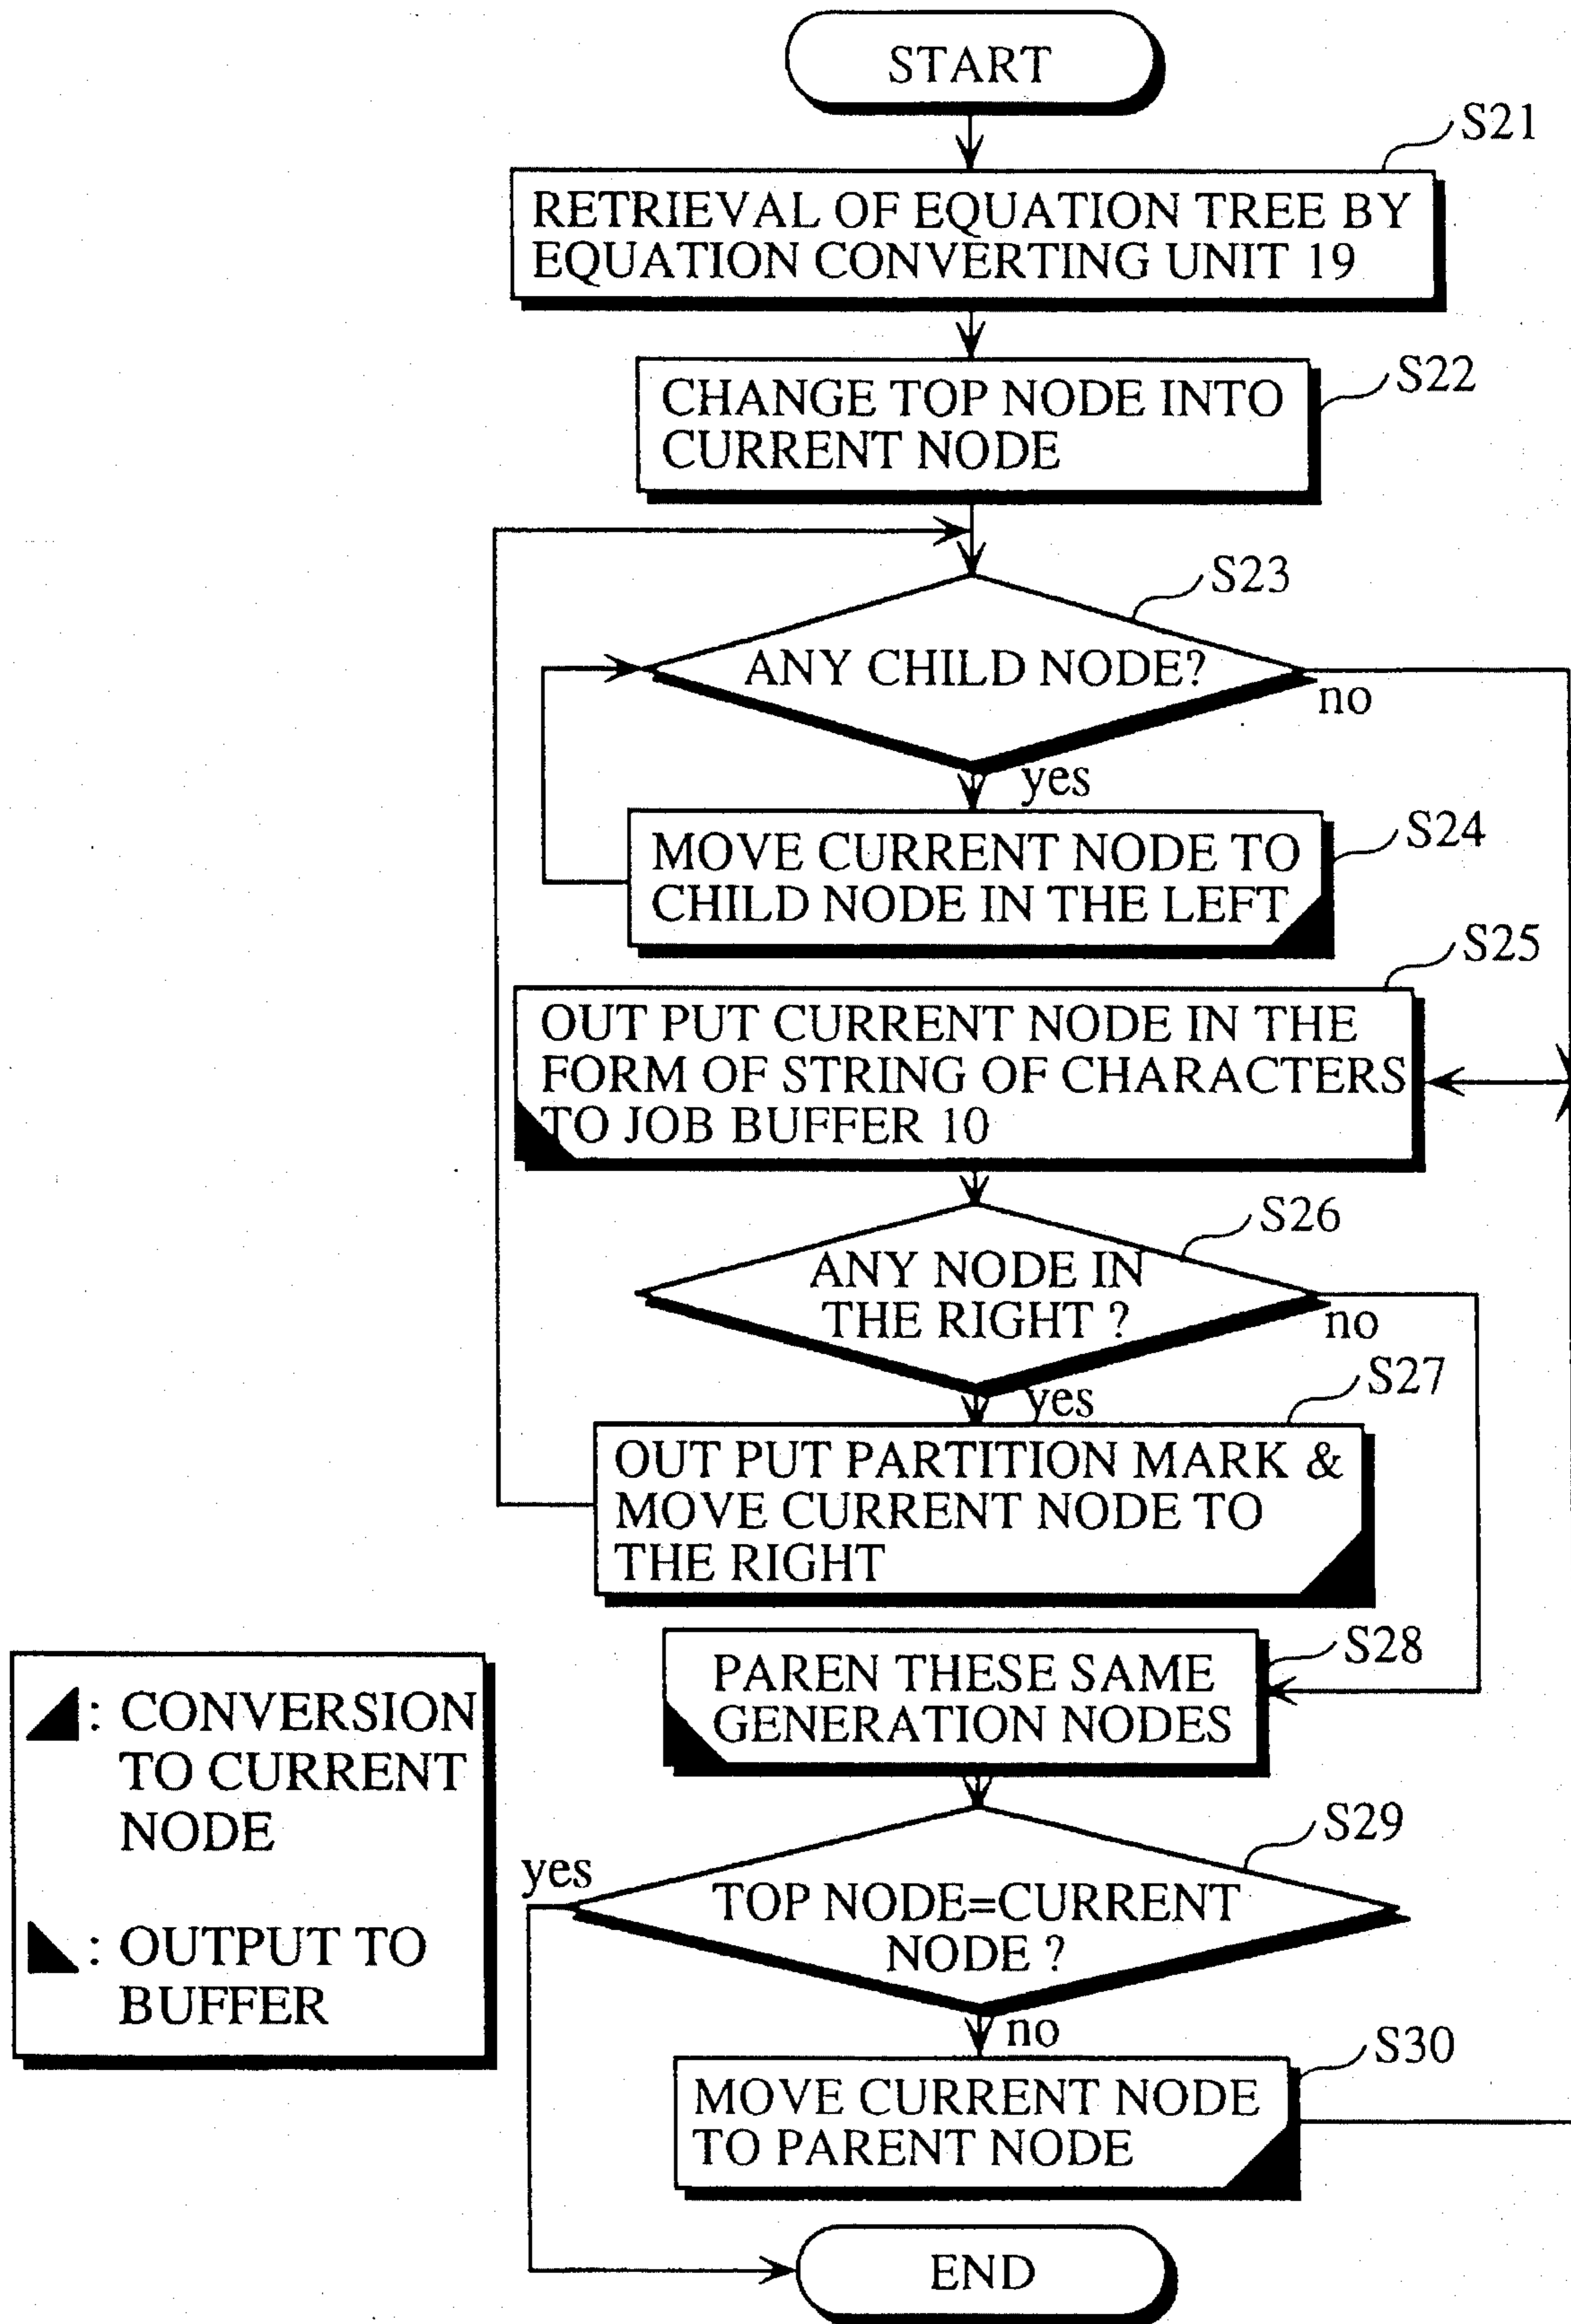 START
S21
RETRIEVAL OF EQUATION TREE BY
EQUATION CONVERTING UNIT 19
S22
CHANGE TOP NODE INTO
CURRENT NODE
S23
ANY CHILD NODE?
no
yes
S24
MOVE CURRENT NODE TO
CHILD NODE IN THE LEFT
S25
OUT PUT CURRENT NODE IN THE
FORM OF STRING OF CHARACTERS
TO JOB BUFFER 10
S26
ANY NODE IN
THE RIGHT ?
no
yes
S27
OUT PUT PARTITION MARK &
MOVE CURRENT NODE TO
THE RIGHT
S28
PAREN THESE SAME
GENERATION NODES
S29
yes
TOP NODE=CURRENT
NODE ?
no
S30
MOVE CURRENT NODE
TO PARENT NODE
END
: CONVERSION
TO CURRENT
NODE
: OUTPUT TO
BUFFER